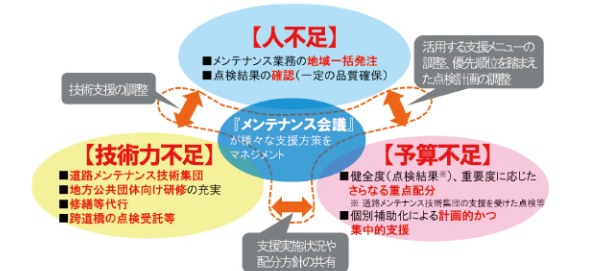 【人不足】
■メンテナンス業務の地域一括発注
■点検結果の確認(一定の品質確保)
技術支援の調整
活用する支援メニューの
調整、優先順位を踏まえ
た点検計画の調整
『メンテナンス会議』
が様々な支援方策を
マネジメント
【技術力不足】
■道路メンテナンス技術集団
■地方公共団体向け研修の充実
■修繕等代行
■跨道橋の点検受託等
【予算不足】
■健全度(点検結果※)、重要度に応じた
さらなる重点配分
※ 道路メンテナンス技術集団の支援を受けた点検等
■個別補助化による計画的かつ
集中的支援
支援実施状況や
配分方針の共有